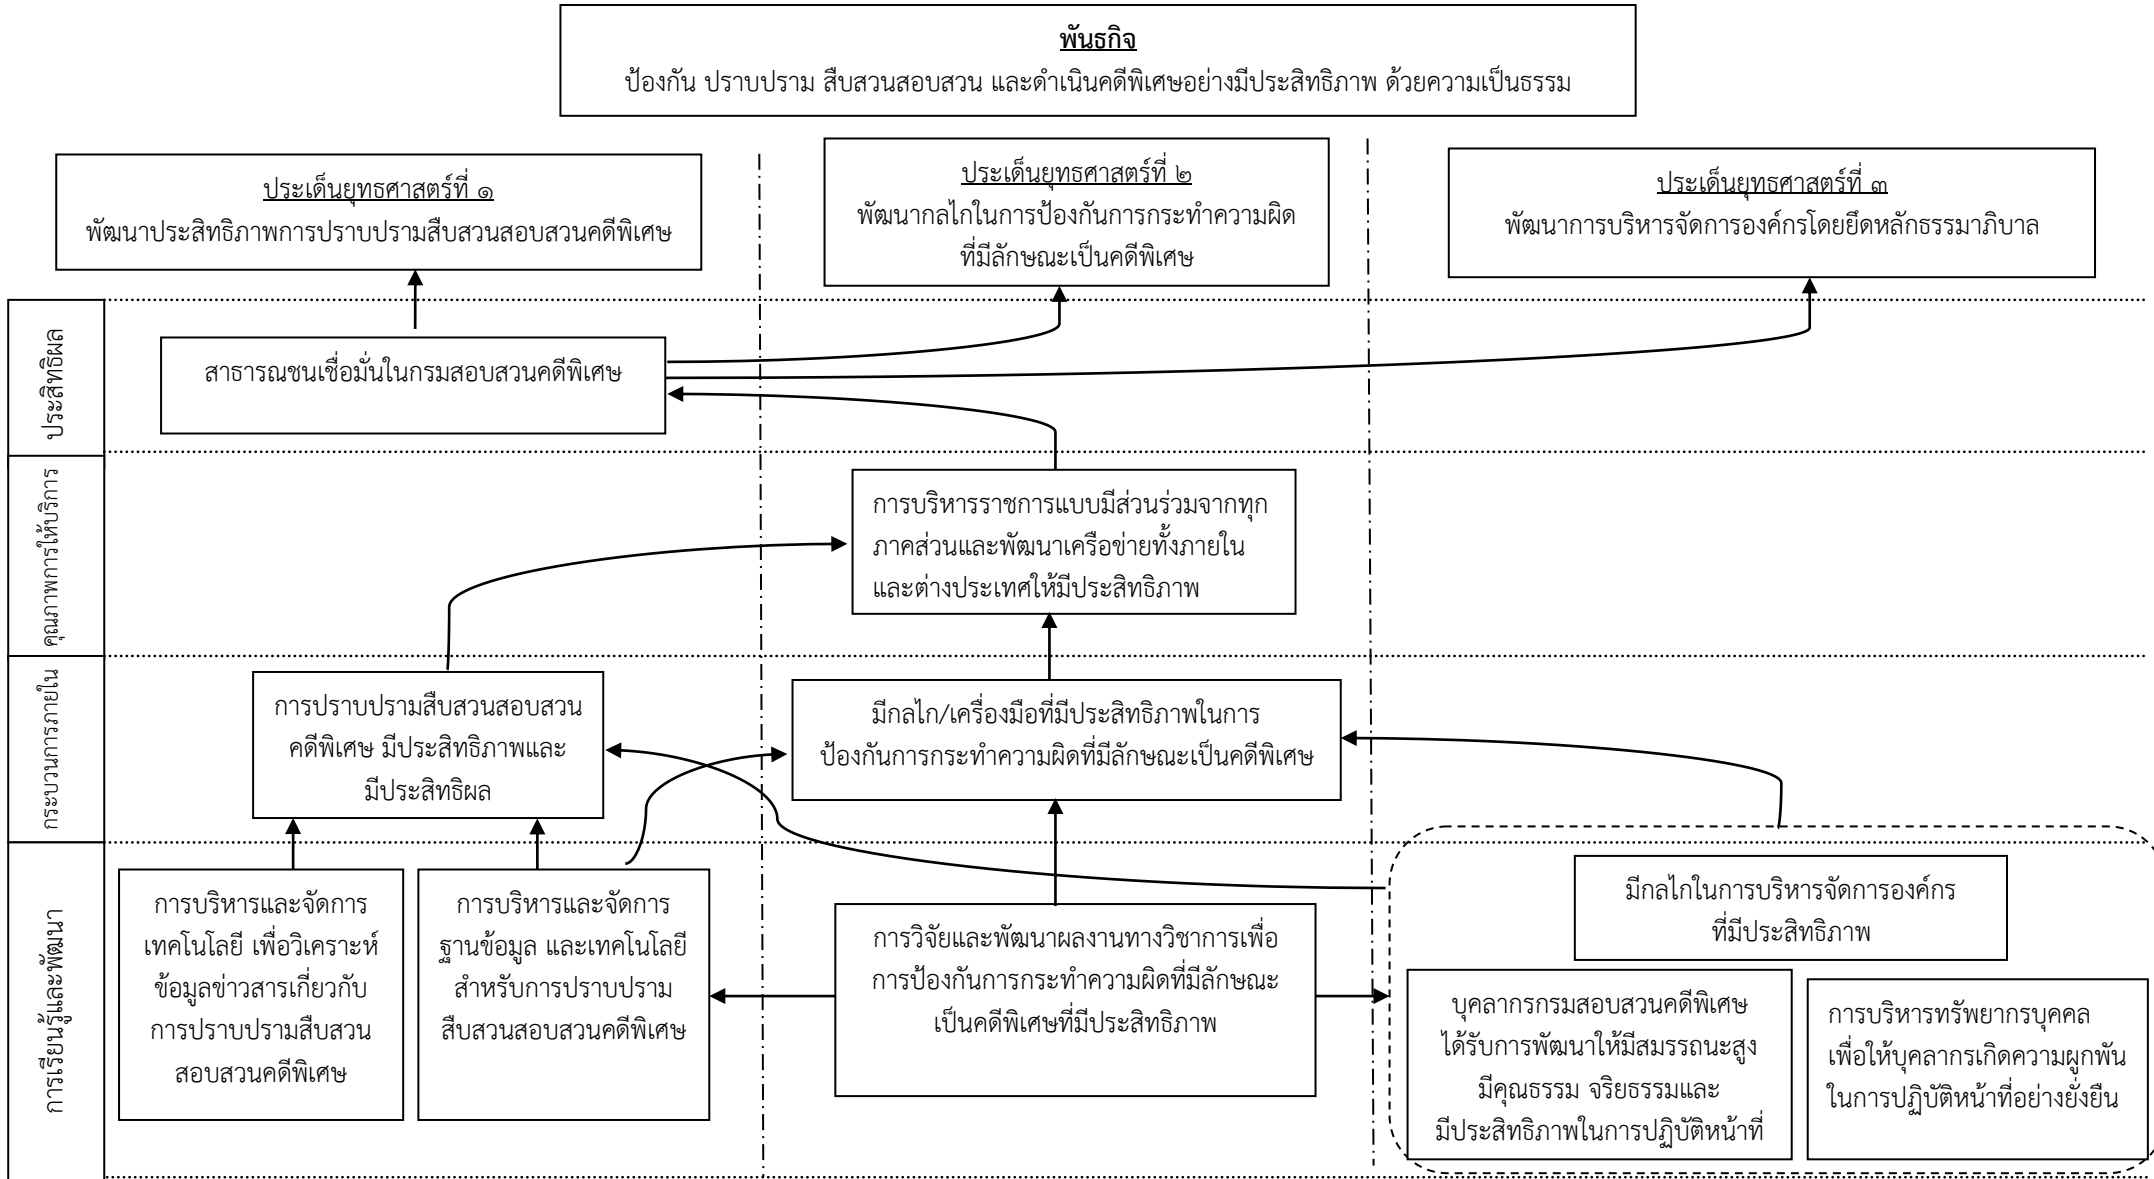 พันธกิจ
ป้องกัน ปราบปราม สืบสวนสอบสวน และดำเนินคดีพิเศษอย่างมีประสิทธิภาพ ด้วยความเป็นธรรม
ประเด็นยุทธศาสตร์ที่ ๑
พัฒนาประสิทธิภาพการปราบปรามสืบสวนสอบสวนคดีพิเศษ
ประเด็นยุทธศาสตร์ที่ ๒
พัฒนากลไกในการป้องกันการกระทำความผิด
ที่มีลักษณะเป็นคดีพิเศษ
ประเด็นยุทธศาสตร์ที่ ๓
พัฒนาการบริหารจัดการองค์กรโดยยึดหลักธรรมาภิบาล
ประสิทธิผล
สาธารณชนเชื่อมั่นในกรมสอบสวนคดีพิเศษ
คุณภาพการให้บริการ
การบริหารราชการแบบมีส่วนร่วมจากทุก
ภาคส่วนและพัฒนาเครือข่ายทั้งภายใน
และต่างประเทศให้มีประสิทธิภาพ
กระบวนการภายใน
การปราบปรามสืบสวนสอบสวน
คดีพิเศษ มีประสิทธิภาพและ
มีประสิทธิผล
มีกลไก/เครื่องมือที่มีประสิทธิภาพในการ
ป้องกันการกระทำความผิดที่มีลักษณะเป็นคดีพิเศษ
การเรียนรู้และพัฒนา
การบริหารและจัดการ
เทคโนโลยี เพื่อวิเคราะห์
ข้อมูลข่าวสารเกี่ยวกับ
การปราบปรามสืบสวน
สอบสวนคดีพิเศษ
การบริหารและจัดการ
ฐานข้อมูล และเทคโนโลยี
สำหรับการปราบปราม
สืบสวนสอบสวนคดีพิเศษ
การวิจัยและพัฒนาผลงานทางวิชาการเพื่อ
การป้องกันการกระทำความผิดที่มีลักษณะ
เป็นคดีพิเศษที่มีประสิทธิภาพ
มีกลไกในการบริหารจัดการองค์กร
ที่มีประสิทธิภาพ
บุคลากรกรมสอบสวนคดีพิเศษ
ได้รับการพัฒนาให้มีสมรรถนะสูง
มีคุณธรรม จริยธรรมและ
มีประสิทธิภาพในการปฏิบัติหน้าที่
การบริหารทรัพยากรบุคคล
เพื่อให้บุคลากรเกิดความผูกพัน
ในการปฏิบัติหน้าที่อย่างยั่งยืน